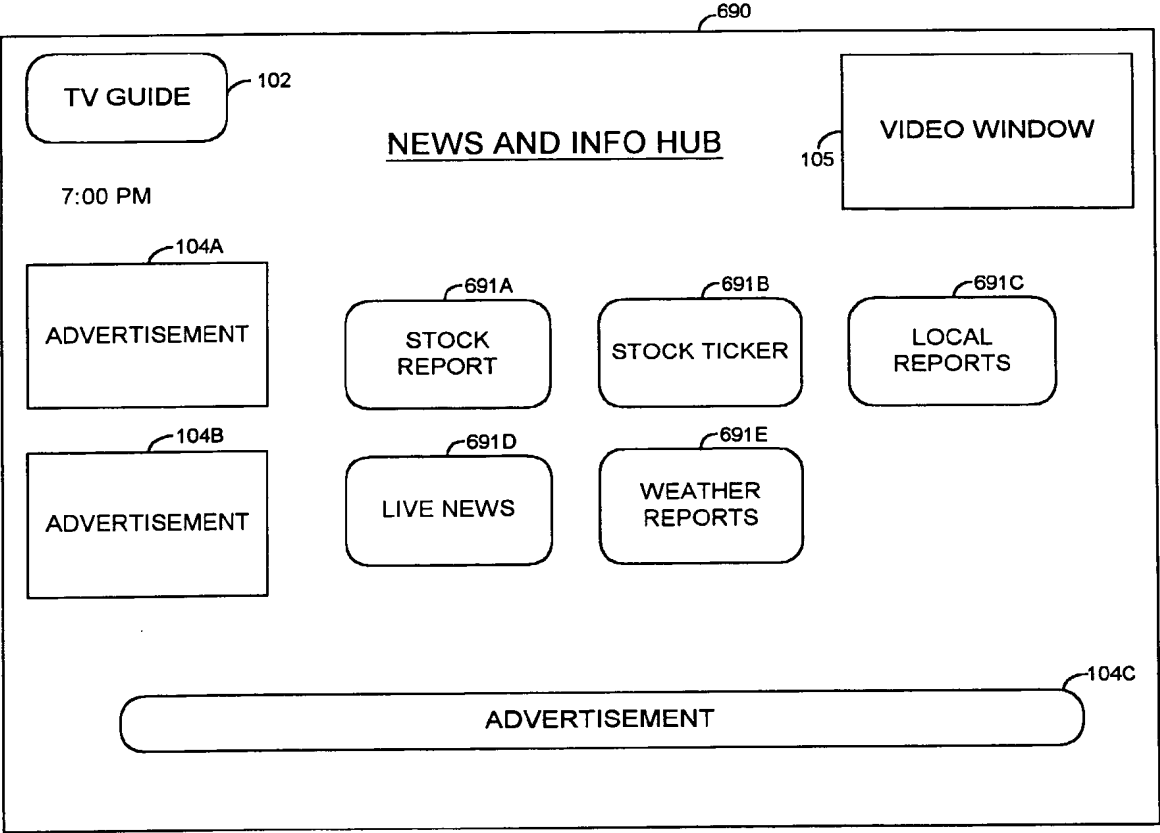 690
TV GUIDE
102
NEWS AND INFO HUB
VIDEO WINDOW
105
7:00 PM
104A
ADVERTISEMENT
691A
STOCK
REPORT
691B
STOCK TICKER
691C
LOCAL
REPORTS
104B
ADVERTISEMENT
691D
LIVE NEWS
691E
WEATHER
REPORTS
104C
ADVERTISEMENT